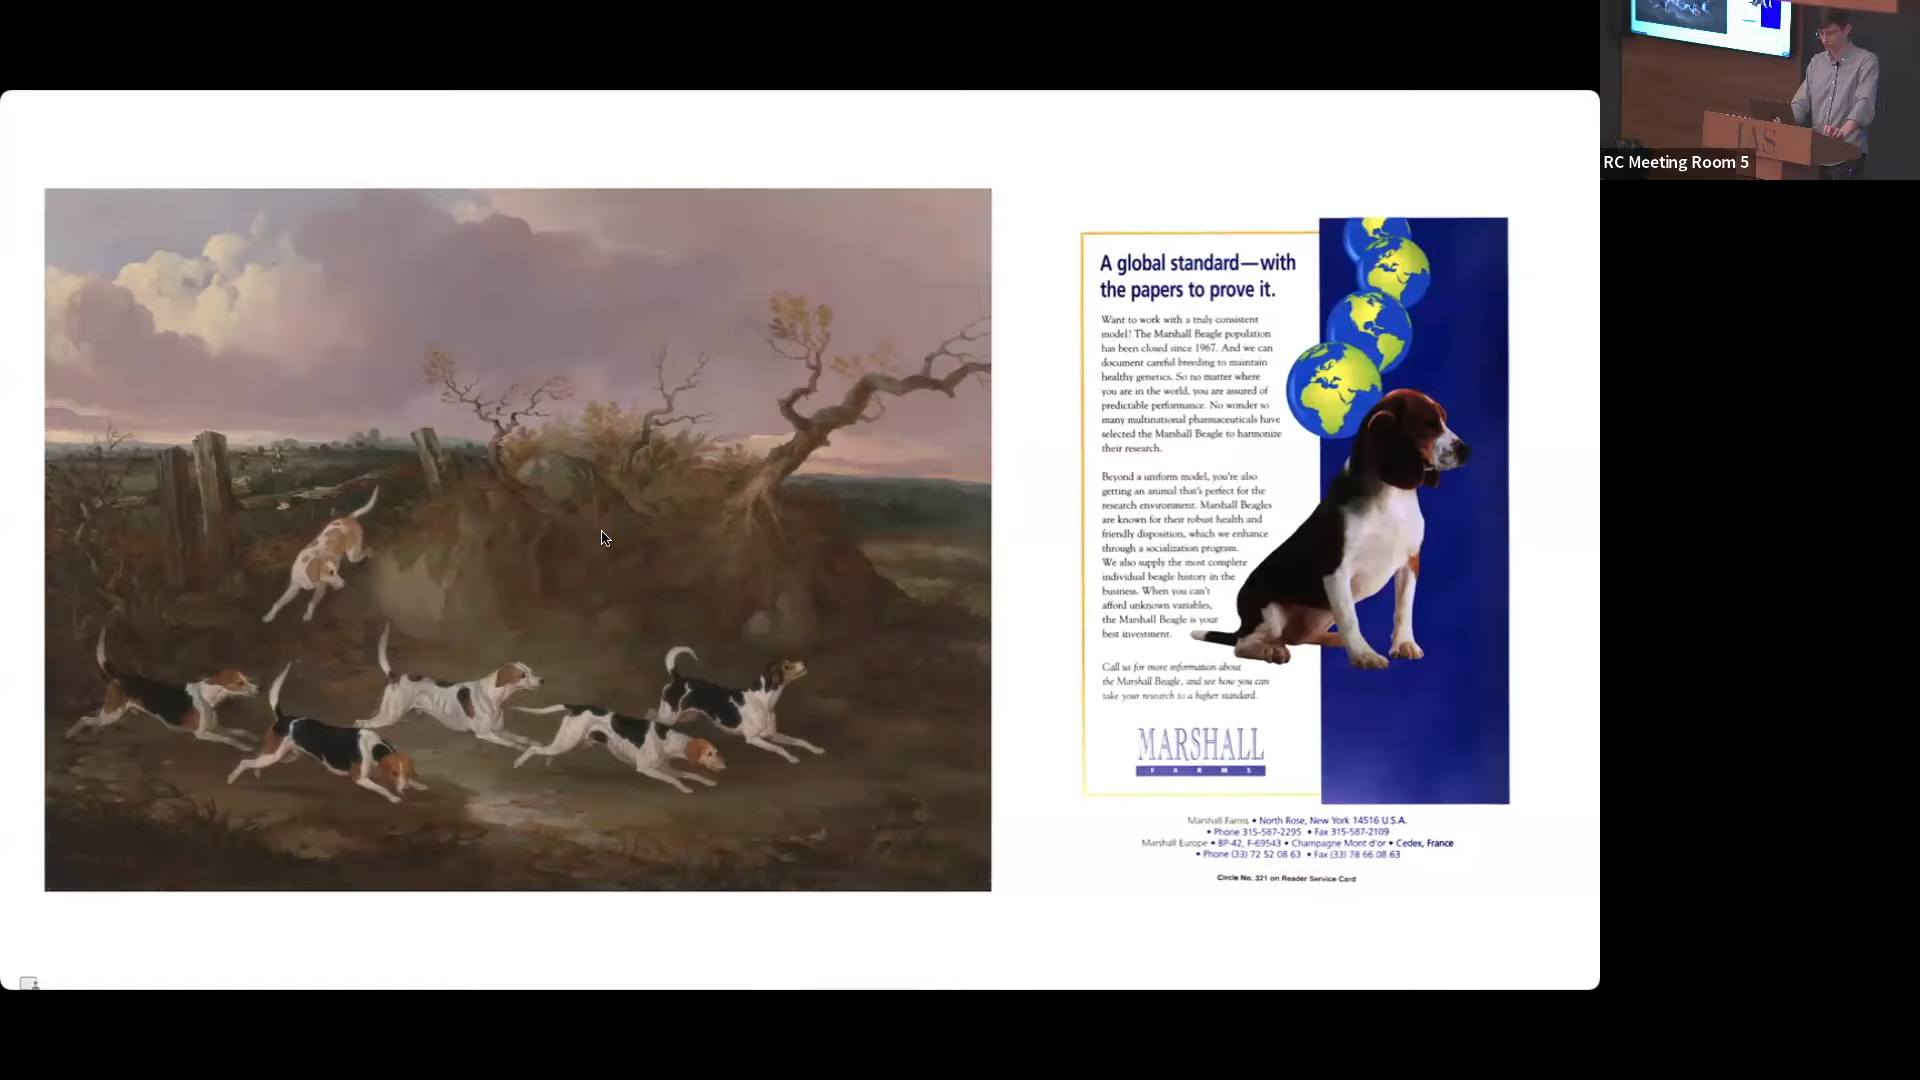 RC Meeting Room 5
IAS
A global standard—with
the papers to prove it.
Want to work with a truly consistent
model? The Marshall Beagle population
has been closed since 1967. And we can
document careful breeding to maintain
healthy genetics. So no matter where
you are in the world, you are assured of
predictable performance. No wonder so
many multinational pharmaceuticals have
selected the Marshall Beagle to harmonize
their research.
Beyond a uniform model, you're also
getting an animal that's perfect for the
research environment. Marshall Beagles
are known for their robust health and
friendly disposition, which we enhance
through a socialization program.
We also supply the most complete
individual beagle history in the
business. When you can't
afford unknown variables,
the Marshall Beagle is your
best investment.
Call us for more information about
the Marshall Beagle, and see how you can
take your research to a higher standard.
MARSHALL
FARMS
Marshall Farms • North Rose, New York 14516 U.S.A.
• Phone 315-587-2295 • Fax 315-587-2109
Marshall Europe • BP-42, F-69543 • Champagne Mont d'or • Cedex, France
• Phone (33) 72 52 08 63 • Fax (33) 78 66 08 63
Circle No. 321 on Reader Service Card